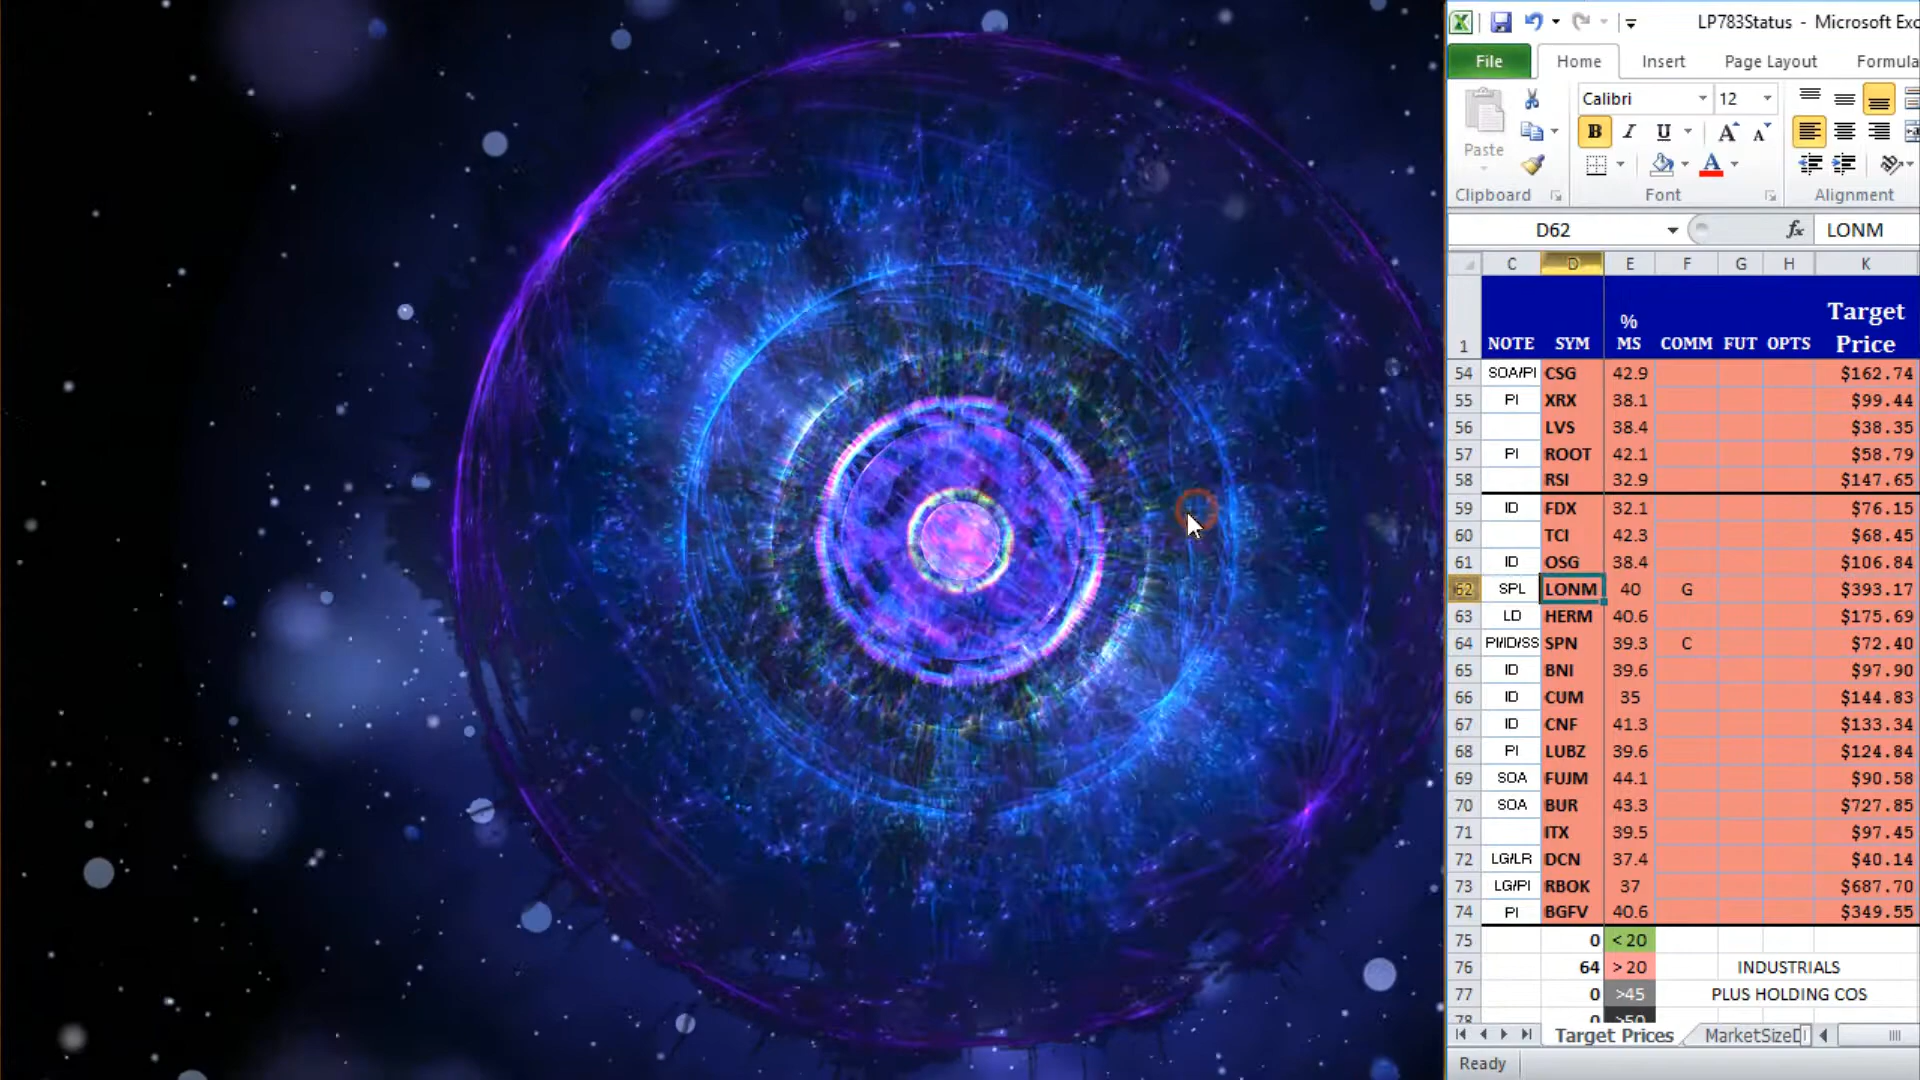 LP783Status - Microsoft Exc
File Home Insert Page Layout Formula
Calibri 12
Paste B I U A A
A
Clipboard Font Alignment
D62 fx LONM
C D E F G H K
1 NOTE SYM % MS COMM FUT OPTS Target Price
54 SOA/PI CSG 42.9 $162.74
55 PI XRX 38.1 $99.44
56 LVS 38.4 $38.35
57 PI ROOT 42.1 $58.79
58 RSI 32.9 $147.65
59 ID FDX 32.1 $76.15
60 TCI 42.3 $68.45
61 ID OSG 38.4 $106.84
62 SPL LONM 40 G $393.17
63 LD HERM 40.6 $175.69
64 PI/ID/SS SPN 39.3 C $72.40
65 ID BNI 39.6 $97.90
66 ID CUM 35 $144.83
67 ID CNF 41.3 $133.34
68 PI LUBZ 39.6 $124.84
69 SOA FUJM 44.1 $90.58
70 SOA BUR 43.3 $727.85
71 ITX 39.5 $97.45
72 LG/LR DCN 37.4 $40.14
73 LG/PI RBOK 37 $687.70
74 PI BGFV 40.6 $349.55
75 0 < 20
76 64 > 20 INDUSTRIALS
77 0 >45 PLUS HOLDING COS
78 0 >50
Target Prices MarketSizeD
Ready